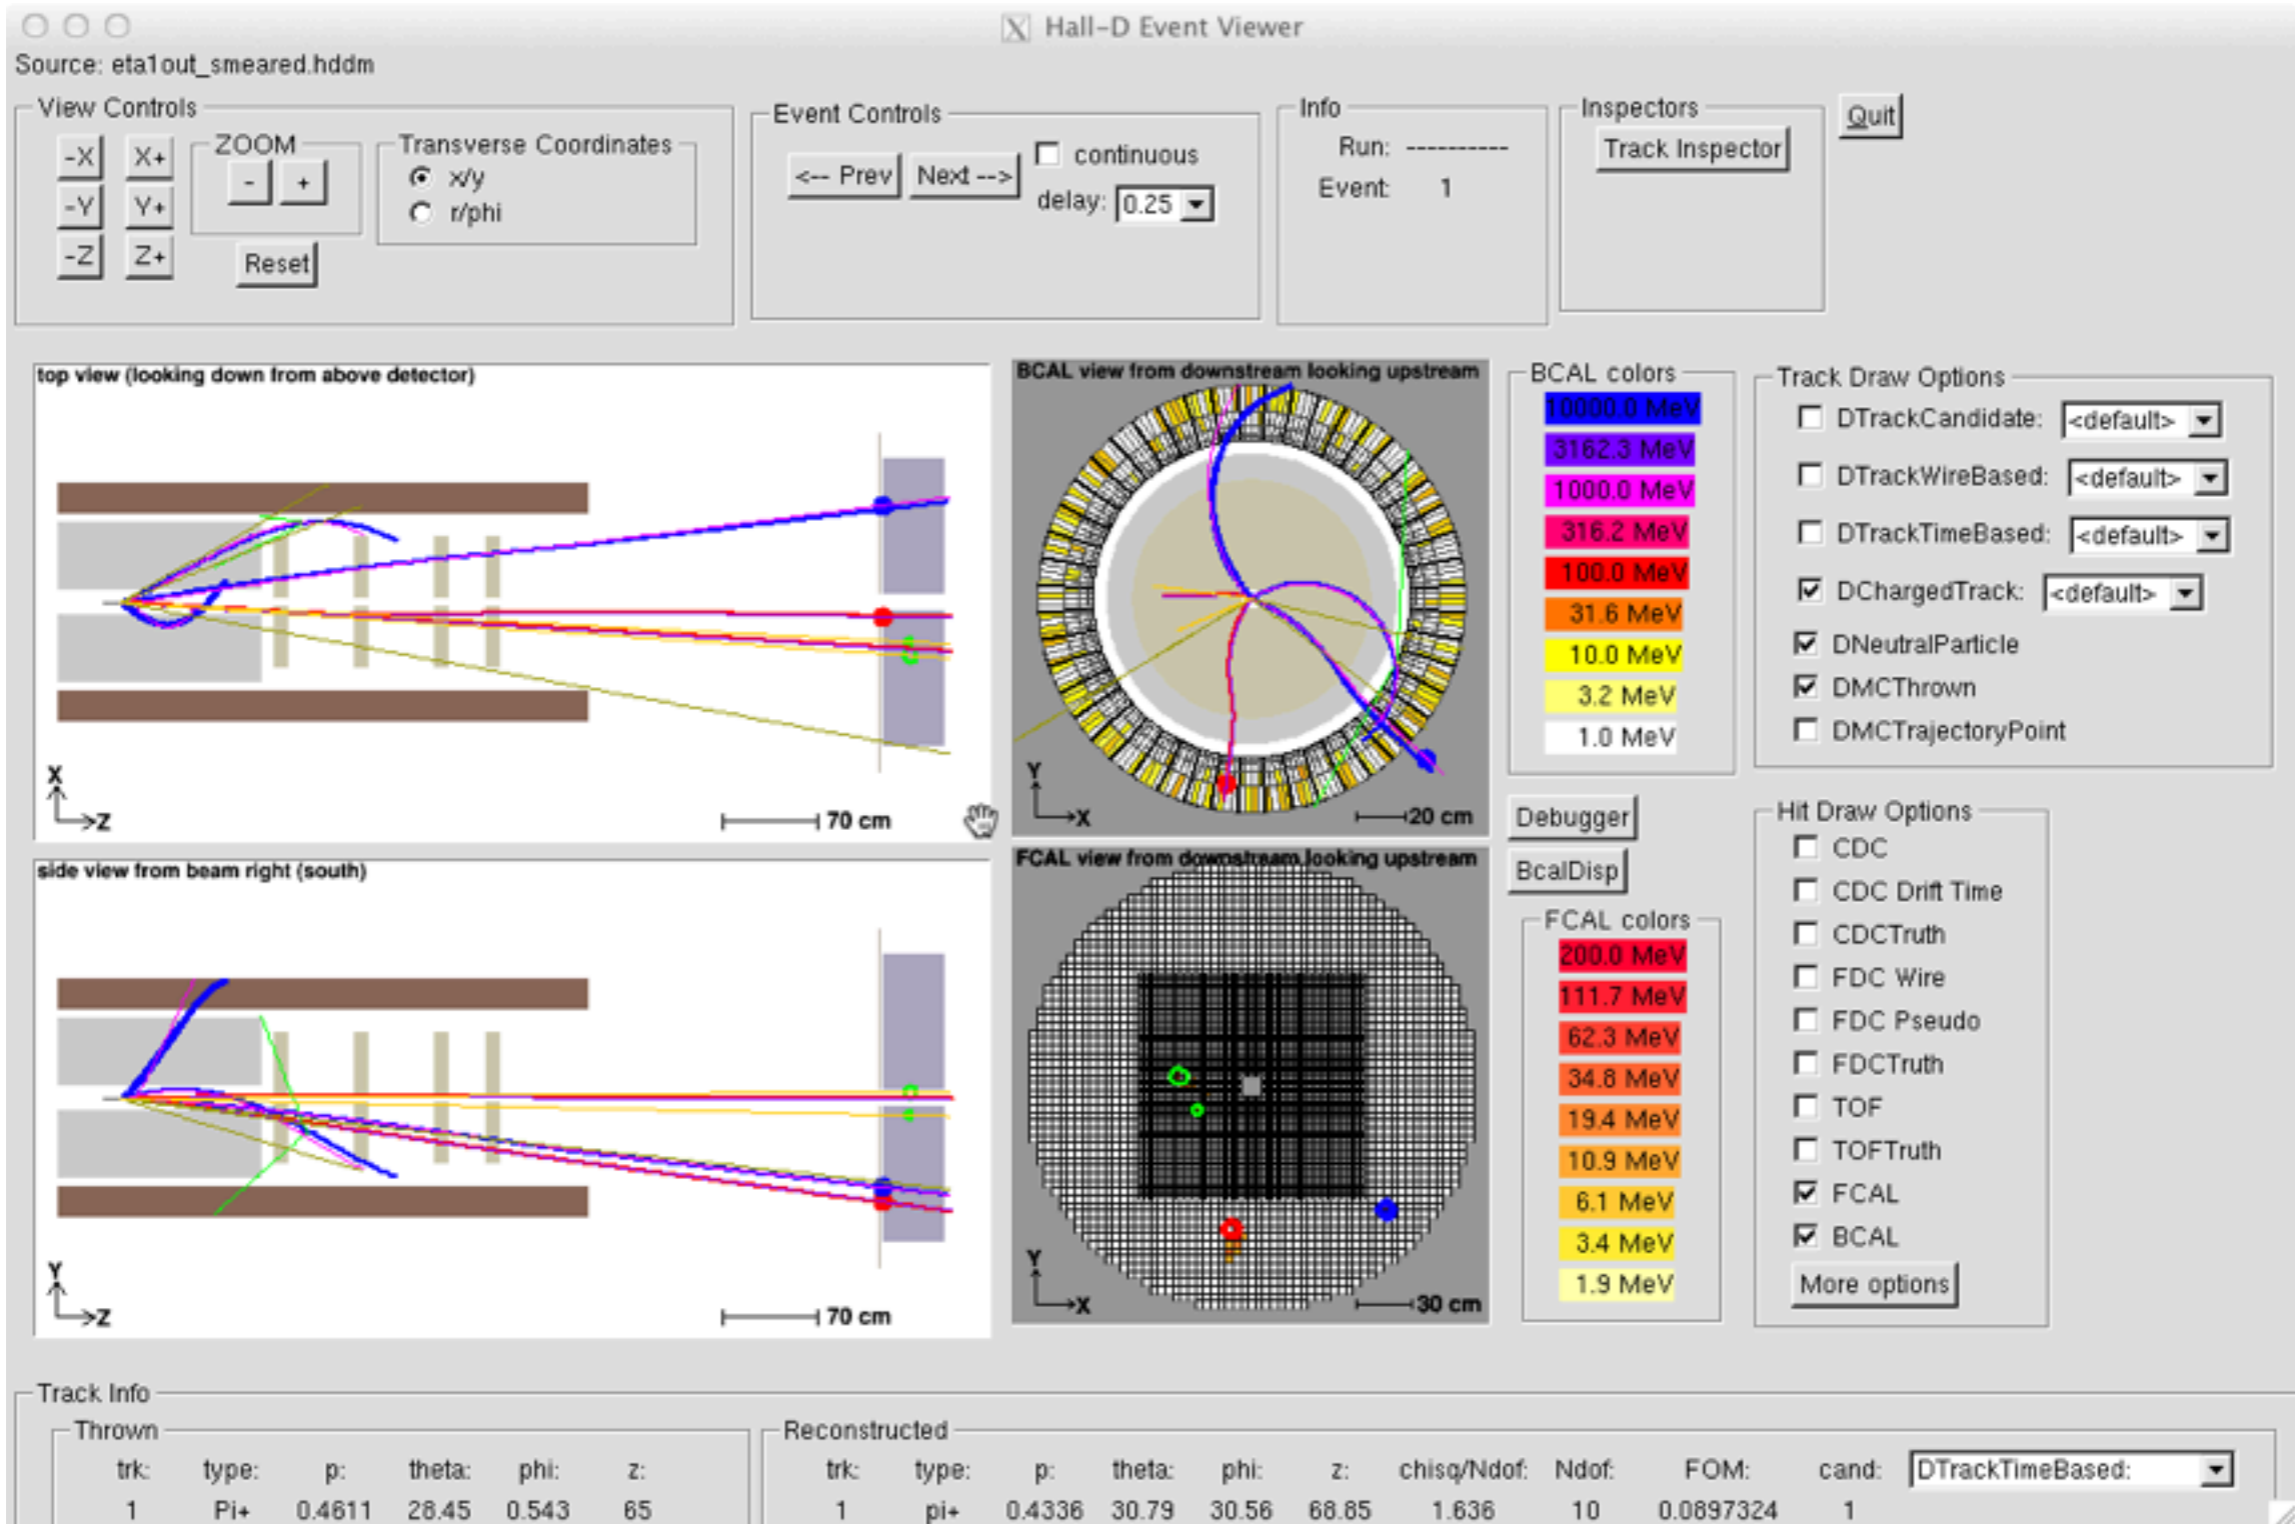 Hall-D Event Viewer
Source: eta1out_smeared.hddm
View Controls
-X X+
-Y Y+
-Z Z+
ZOOM
- +
Reset
Transverse Coordinates
x/y
r/phi
Event Controls
<-- Prev Next -->
continuous
delay: 0.25
Info
Run: ----------
Event: 1
Inspectors
Track Inspector
Quit
top view (looking down from above detector)
X
Z
70 cm
BCAL view from downstream looking upstream
Y
X
20 cm
BCAL colors
10000.0 MeV
3162.3 MeV
1000.0 MeV
316.2 MeV
100.0 MeV
31.6 MeV
10.0 MeV
3.2 MeV
1.0 MeV
Track Draw Options
DTrackCandidate: <default>
DTrackWireBased: <default>
DTrackTimeBased: <default>
DChargedTrack: <default>
DNeutralParticle
DMCThrown
DMCTrajectoryPoint
side view from beam right (south)
Y
Z
70 cm
FCAL view from downstream looking upstream
Y
X
30 cm
Debugger
BcalDisp
FCAL colors
200.0 MeV
111.7 MeV
62.3 MeV
34.8 MeV
19.4 MeV
10.9 MeV
6.1 MeV
3.4 MeV
1.9 MeV
Hit Draw Options
CDC
CDC Drift Time
CDCTruth
FDC Wire
FDC Pseudo
FDCTruth
TOF
TOFTruth
FCAL
BCAL
More options
Track Info
Thrown
trk: type: p: theta: phi: z:
1 Pi+ 0.4611 28.45 0.543 65
Reconstructed
trk: type: p: theta: phi: z: chisq/Ndof: Ndof: FOM: cand: DTrackTimeBased:
1 pi+ 0.4336 30.79 30.56 68.85 1.636 10 0.0897324 1